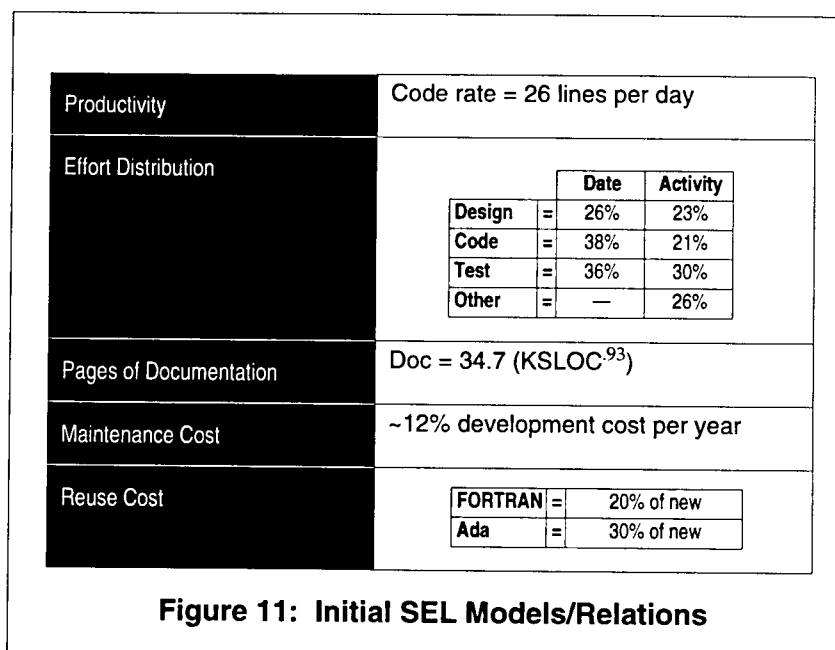 Productivity
Code rate = 26 lines per day
Effort Distribution
Date Activity
Design = 26% 23%
Code = 38% 21%
Test = 36% 30%
Other = — 26%
Pages of Documentation
Doc = 34.7 (KSLOC.93)
Maintenance Cost
~12% development cost per year
Reuse Cost
FORTRAN = 20% of new
Ada = 30% of new
Figure 11: Initial SEL Models/Relations